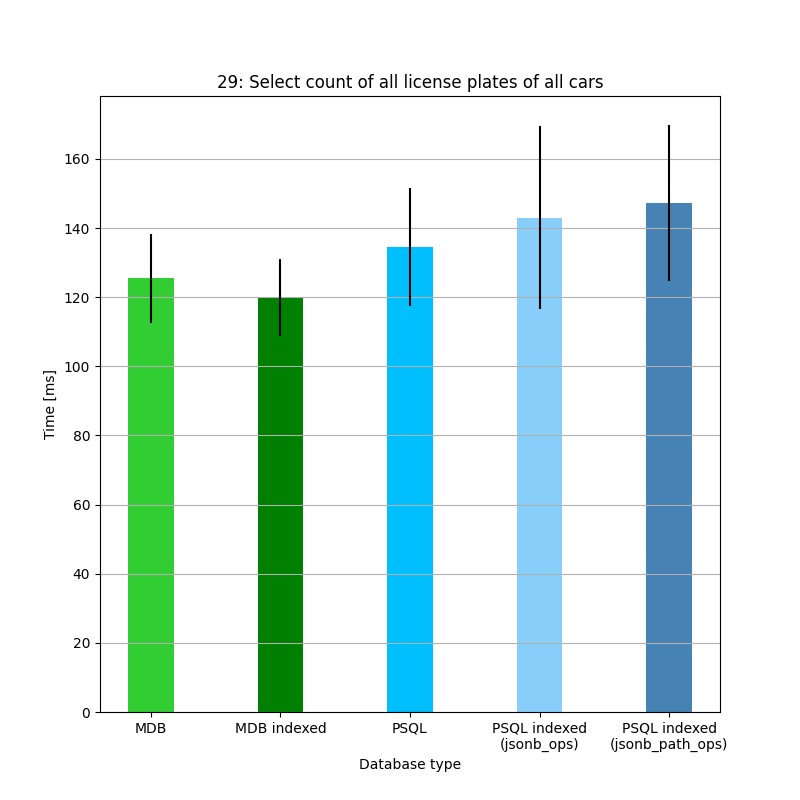 29: Select count of all license plates of all cars
160
140
120
100
80
60
40
20
0
Time [ms]
MDB
MDB indexed
PSQL
PSQL indexed
(jsonb_ops)
PSQL indexed
(jsonb_path_ops)
Database type